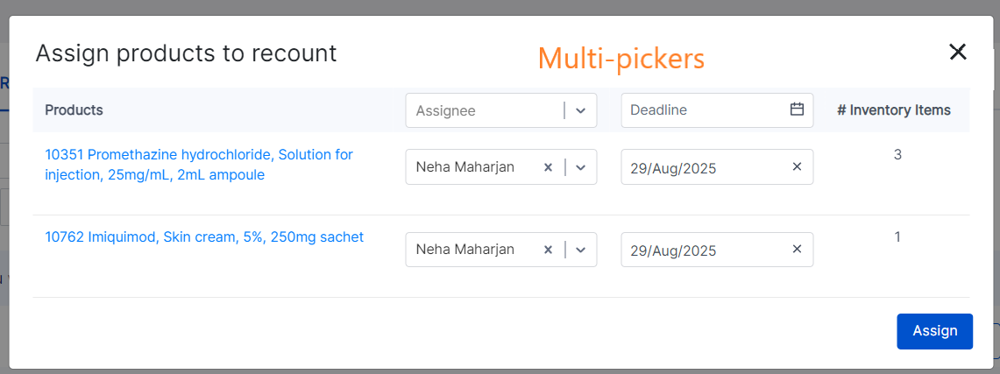 Assign products to recount
Multi-pickers
Products Assignee Deadline # Inventory Items
10351 Promethazine hydrochloride, Solution for
injection, 25mg/mL, 2mL ampoule
Neha Maharjan 29/Aug/2025 3
10762 Imiquimod, Skin cream, 5%, 250mg sachet Neha Maharjan 29/Aug/2025 1
Assign